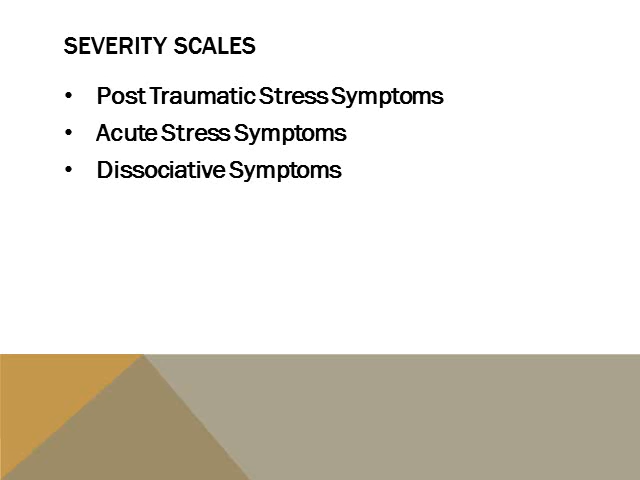 SEVERITY SCALES
• Post Traumatic Stress Symptoms
• Acute Stress Symptoms
• Dissociative Symptoms